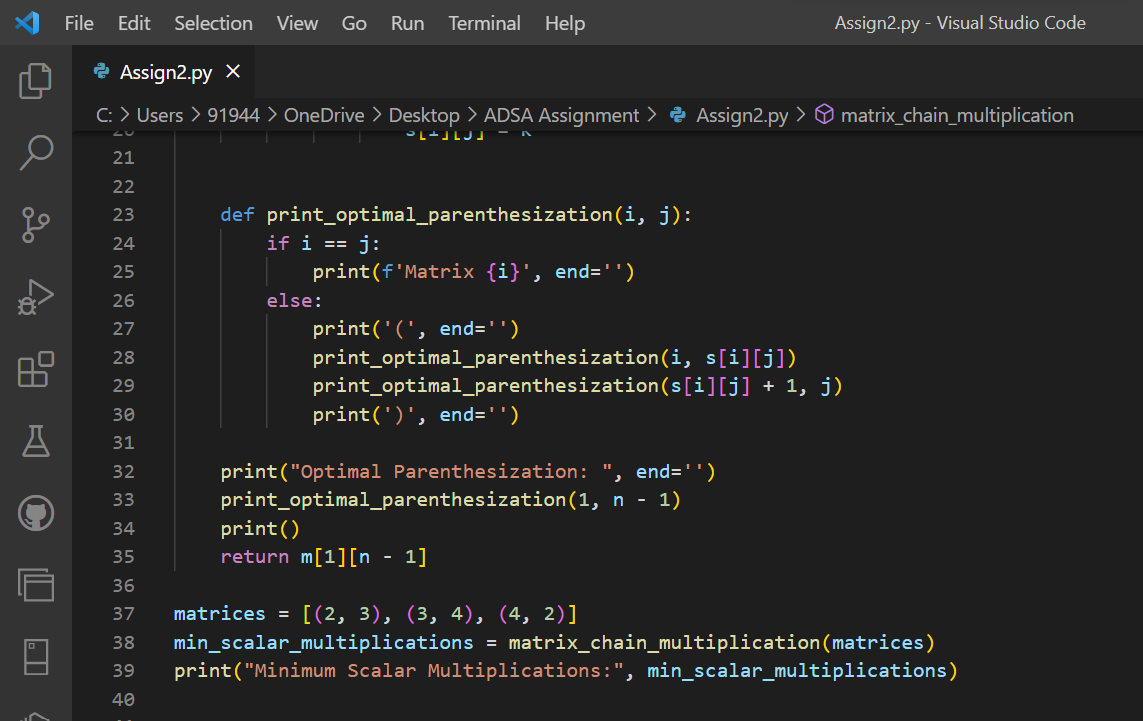 File Edit Selection View Go Run Terminal Help Assign2.py - Visual Studio Code
Assign2.py
C: > Users > 91944 > OneDrive > Desktop > ADSA Assignment > Assign2.py > matrix_chain_multiplication
20 s[i][j] = k
21
22
23 def print_optimal_parenthesization(i, j):
24 if i == j:
25 print(f'Matrix {i}', end='')
26 else:
27 print('(', end='')
28 print_optimal_parenthesization(i, s[i][j])
29 print_optimal_parenthesization(s[i][j] + 1, j)
30 print(')', end='')
31
32 print("Optimal Parenthesization: ", end='')
33 print_optimal_parenthesization(1, n - 1)
34 print()
35 return m[1][n - 1]
36
37 matrices = [(2, 3), (3, 4), (4, 2)]
38 min_scalar_multiplications = matrix_chain_multiplication(matrices)
39 print("Minimum Scalar Multiplications:", min_scalar_multiplications)
40